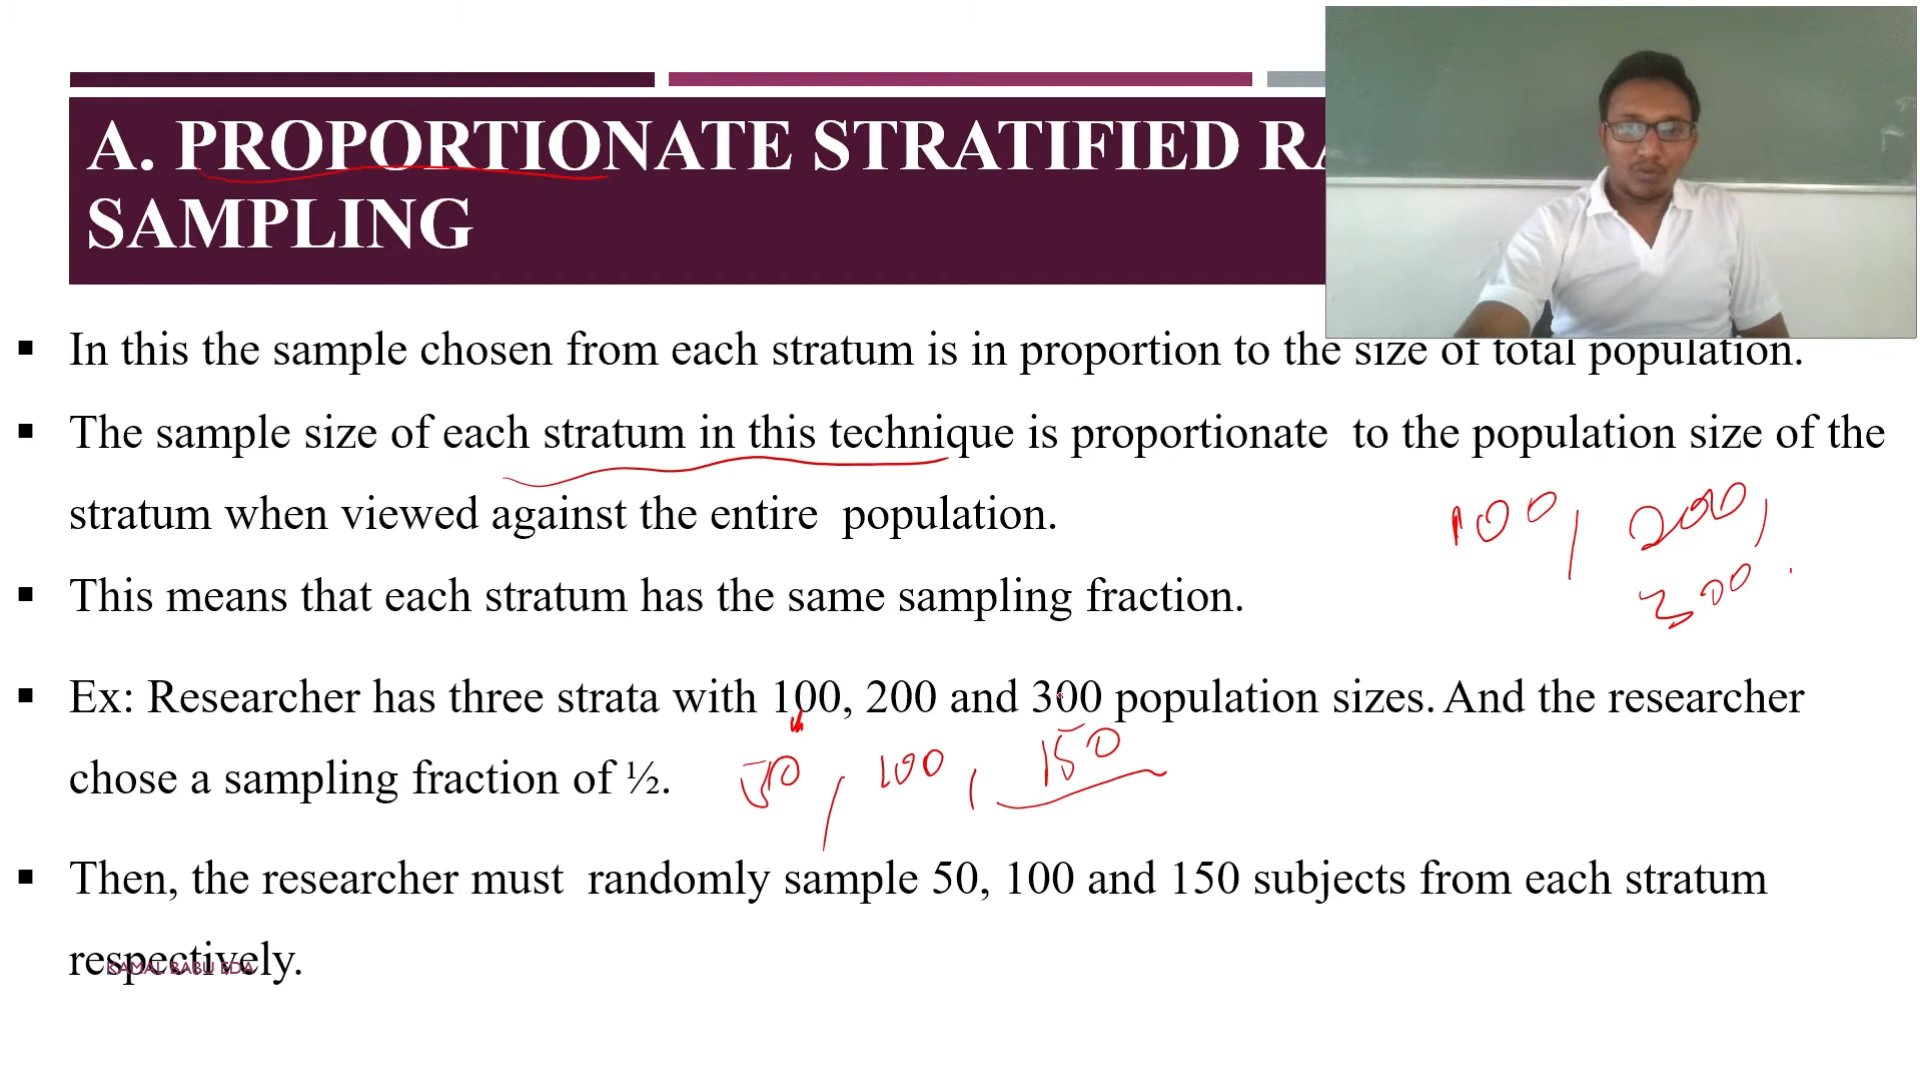 A. PROPORTIONATE STRATIFIED
SAMPLING
▪ In this the sample chosen from each stratum is in proportion to the size of total population.
▪ The sample size of each stratum in this technique is proportionate to the population size of the
stratum when viewed against the entire population.
100, 200,
300
▪ This means that each stratum has the same sampling fraction.
▪ Ex: Researcher has three strata with 100, 200 and 300 population sizes. And the researcher
chose a sampling fraction of ½.
50, 100, 150
▪ Then, the researcher must randomly sample 50, 100 and 150 subjects from each stratum
respectively.
KAMAL BABU EDA